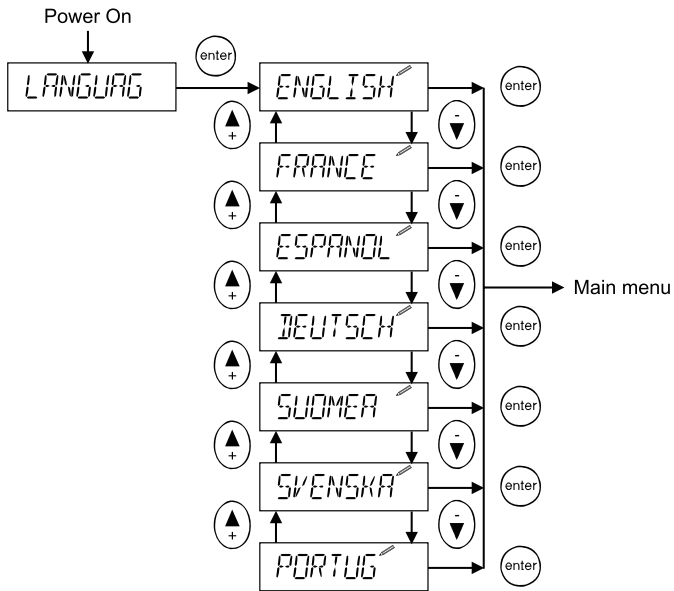 Power On
LANGUAG
enter
ENGLISH
enter
+
-
FRANCE
enter
+
-
ESPANOL
enter
+
-
Main menu
DEUTSCH
enter
+
-
SUOMEA
enter
+
-
SVENSKA
enter
+
-
PORTUG
enter